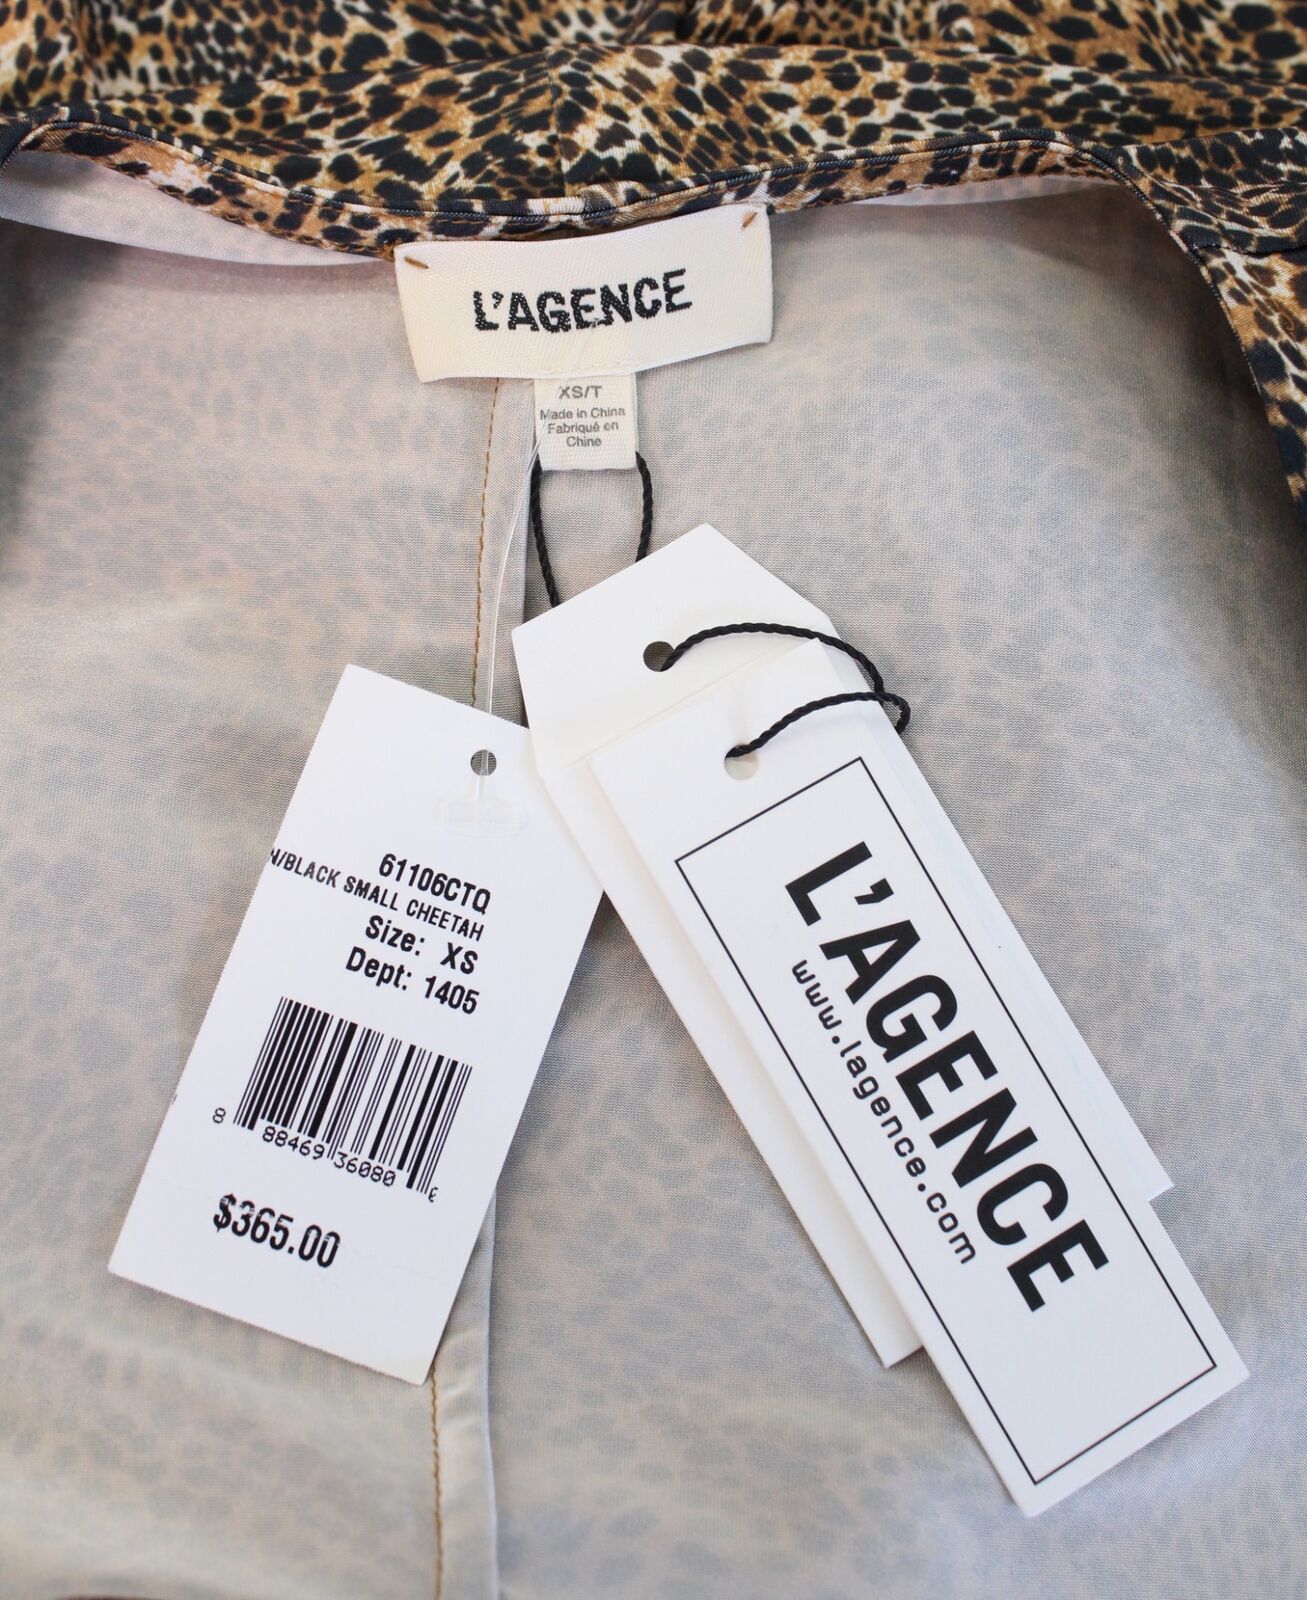 L'AGENCE
XS/T
Made in China
Fabriqué en
Chine
61106CTQ
N/BLACK SMALL CHEETAH
Size: XS
Dept: 1405
8 88469 36080
$365.00
L'AGENCE
www.lagence.com